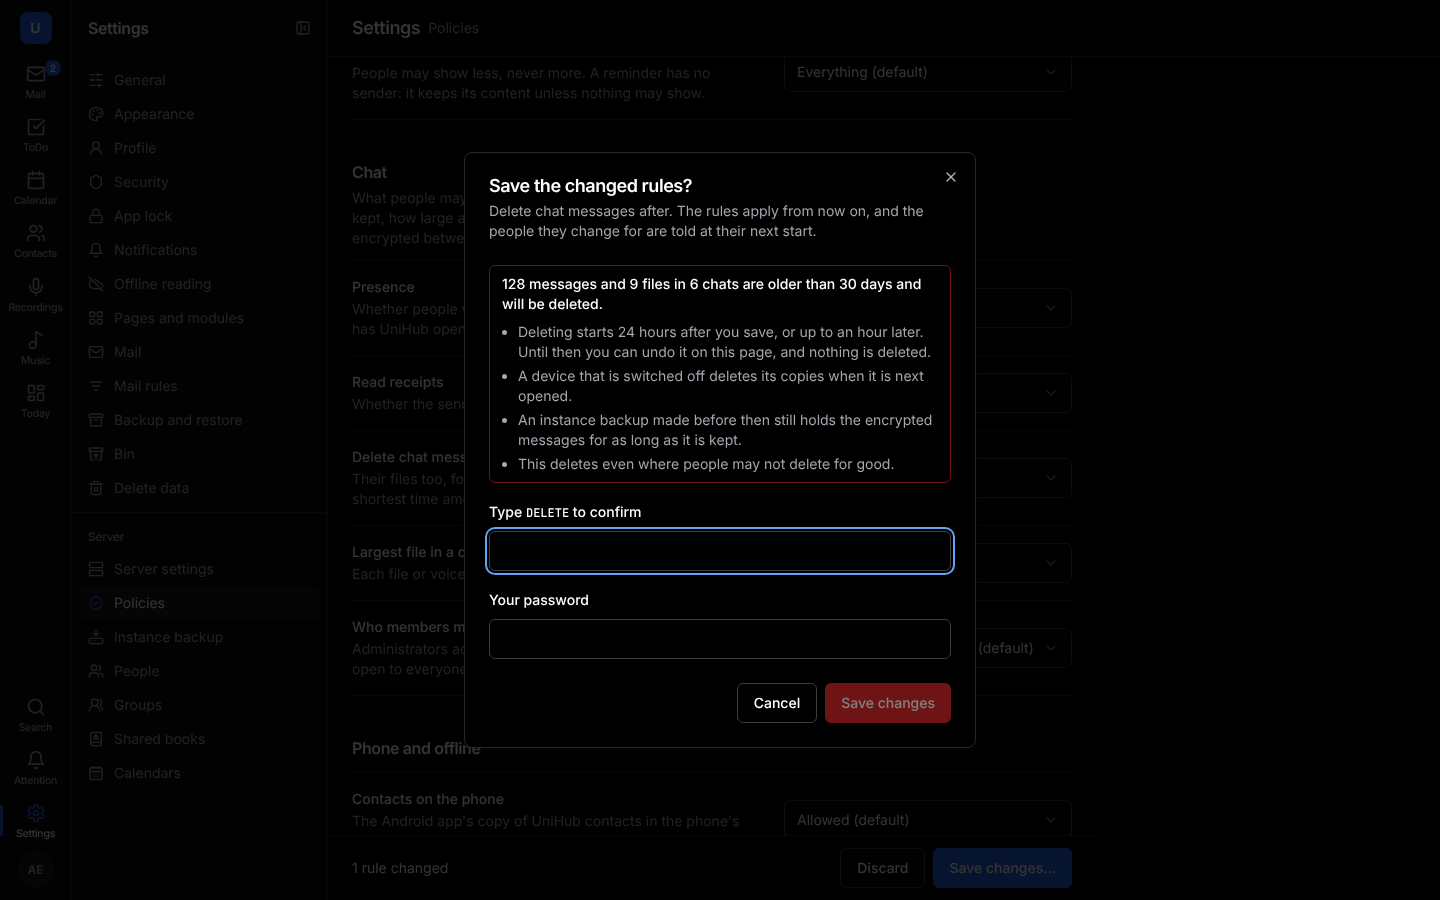 U
Settings
Settings Policies
2
Mail
ToDo
Calendar
Contacts
Recordings
Music
Today
Search
Attention
Settings
AE
General
Appearance
Profile
Security
App lock
Notifications
Offline reading
Pages and modules
Mail
Mail rules
Backup and restore
Bin
Delete data
Server
Server settings
Policies
Instance backup
People
Groups
Shared books
Calendars
People may show less, never more. A reminder has no
sender: it keeps its content unless nothing may show.
Everything (default)
Chat
What people may
kept, how large a
encrypted betwe
Presence
Whether people
has UniHub open
Read receipts
Whether the send
Delete chat mess
Their files too, fo
shortest time am
Largest file in a c
Each file or voice
Who members m
Administrators a
open to everyone
(default)
Phone and offline
Contacts on the phone
The Android app's copy of UniHub contacts in the phone's
Allowed (default)
1 rule changed
Discard
Save changes...
Save the changed rules?
Delete chat messages after. The rules apply from now on, and the
people they change for are told at their next start.
128 messages and 9 files in 6 chats are older than 30 days and
will be deleted.
• Deleting starts 24 hours after you save, or up to an hour later.
Until then you can undo it on this page, and nothing is deleted.
• A device that is switched off deletes its copies when it is next
opened.
• An instance backup made before then still holds the encrypted
messages for as long as it is kept.
• This deletes even where people may not delete for good.
Type DELETE to confirm
Your password
Cancel
Save changes